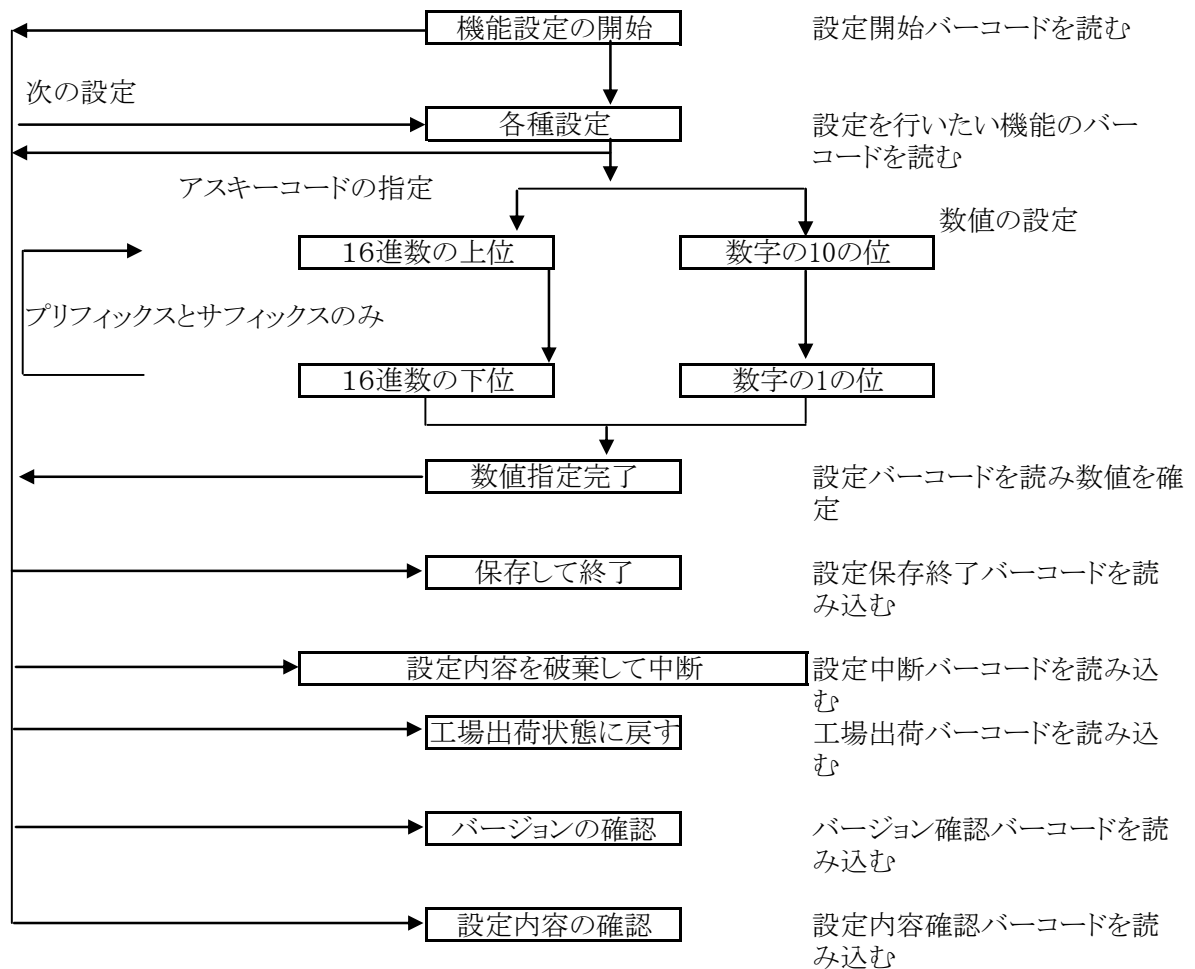 機能設定の開始
設定開始バーコードを読む
次の設定
各種設定
設定を行いたい機能のバー
コードを読む
アスキーコードの指定
数値の設定
16進数の上位
数字の10の位
プリフィックスとサフィックスのみ
16進数の下位
数字の1の位
数値指定完了
設定バーコードを読み数値を確
定
保存して終了
設定保存終了バーコードを読
み込む
設定内容を破棄して中断
設定中断バーコードを読み込
む
工場出荷状態に戻す
工場出荷バーコードを読み込
む
バージョンの確認
バージョン確認バーコードを読
み込む
設定内容の確認
設定内容確認バーコードを読
み込む